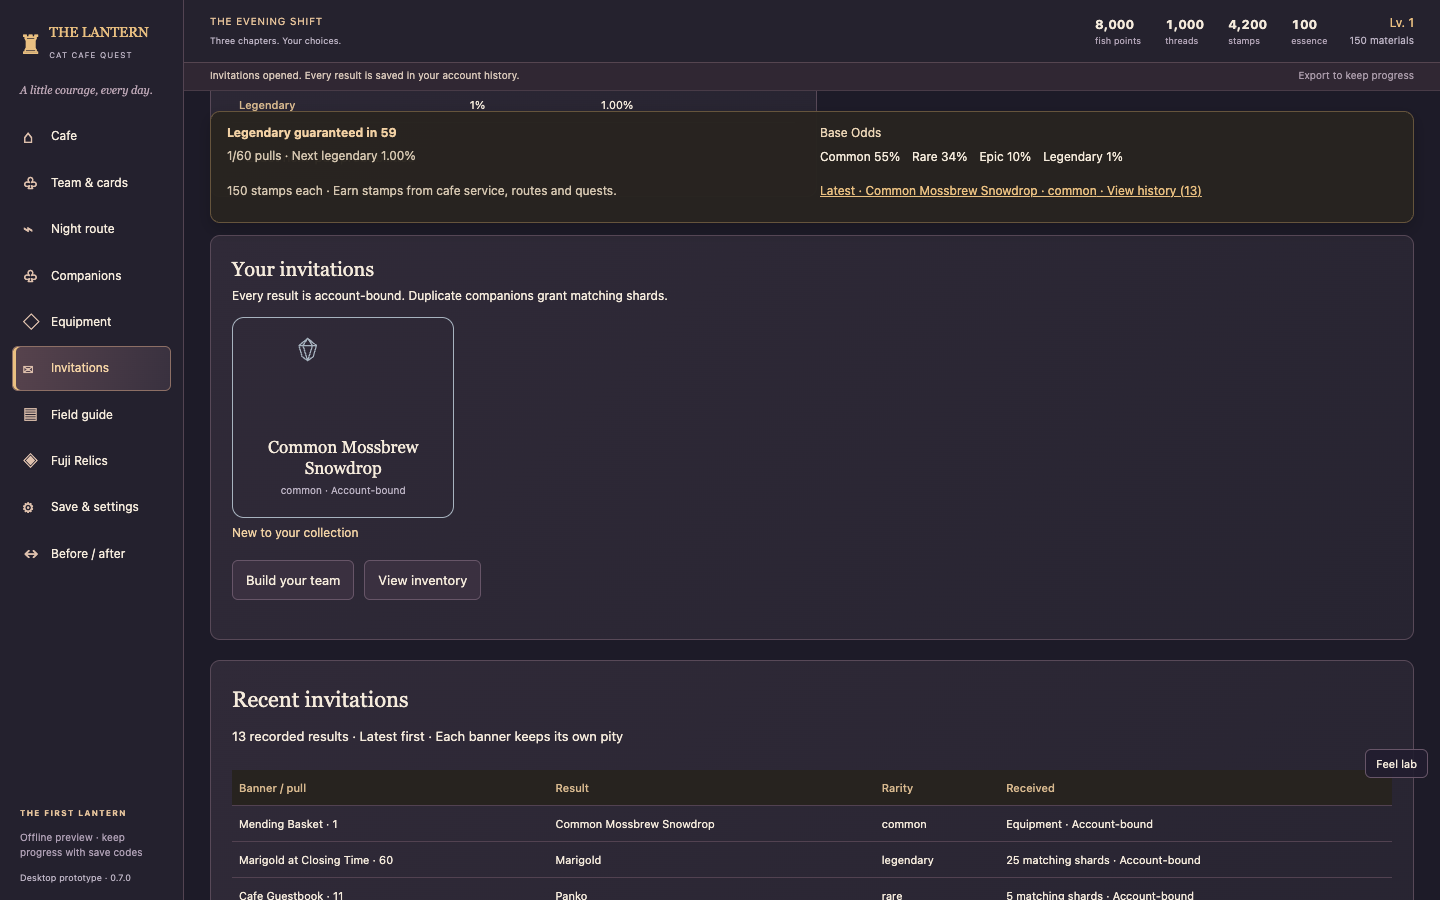 THE LANTERN
CAT CAFE QUEST
A little courage, every day.
Cafe
Team & cards
Night route
Companions
Equipment
Invitations
Field guide
Fuji Relics
Save & settings
Before / after
THE FIRST LANTERN
Offline preview · keep
progress with save codes
Desktop prototype · 0.7.0
THE EVENING SHIFT
Three chapters. Your choices.
8,000
fish points
1,000
threads
4,200
stamps
100
essence
Lv. 1
150 materials
Invitations opened. Every result is saved in your account history.
Export to keep progress
Legendary 1% 1.00%
Legendary guaranteed in 59
1/60 pulls · Next legendary 1.00%
150 stamps each · Earn stamps from cafe service, routes and quests.
Base Odds
Common 55% Rare 34% Epic 10% Legendary 1%
Latest · Common Mossbrew Snowdrop · common · View history (13)
Your invitations
Every result is account-bound. Duplicate companions grant matching shards.
Common Mossbrew
Snowdrop
common · Account-bound
New to your collection
Build your team
View inventory
Recent invitations
13 recorded results · Latest first · Each banner keeps its own pity
Feel lab
Banner / pull Result Rarity Received
Mending Basket · 1 Common Mossbrew Snowdrop common Equipment · Account-bound
Marigold at Closing Time · 60 Marigold legendary 25 matching shards · Account-bound
Cafe Guestbook · 11 Panko rare 5 matching shards · Account-bound